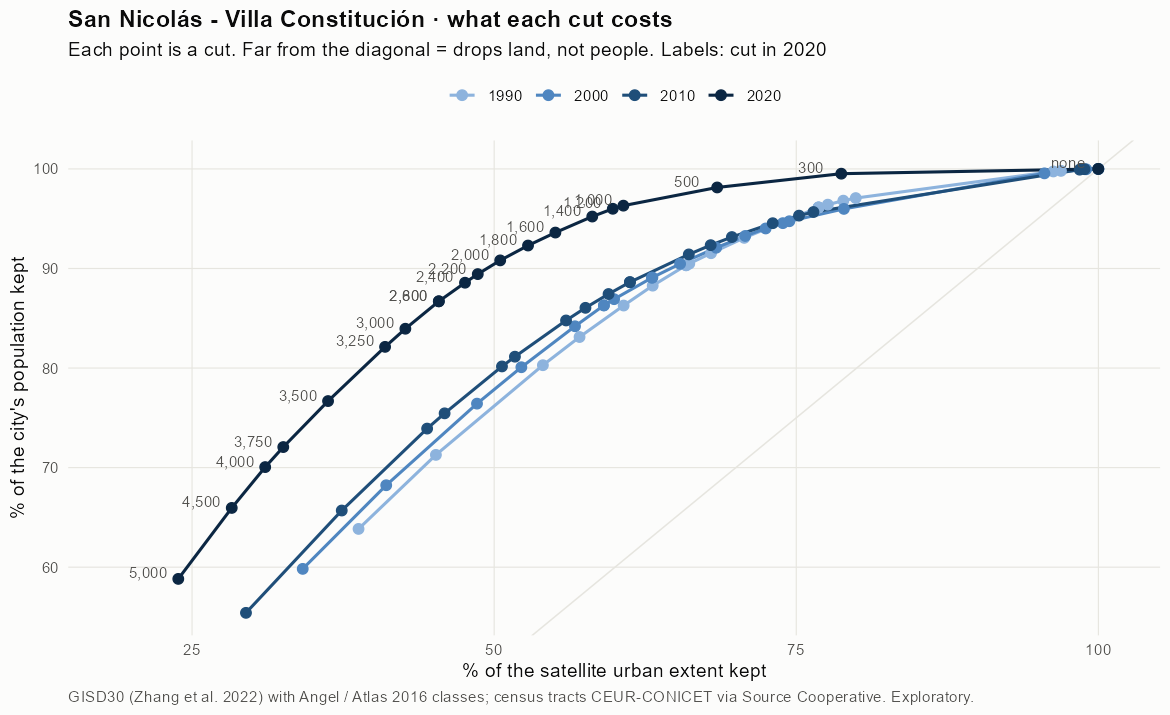 San Nicolás - Villa Constitución · what each cut costs
Each point is a cut. Far from the diagonal = drops land, not people. Labels: cut in 2020
1990 2000 2010 2020
% of the city's population kept
100
90
80
70
60
none
300
500
1,000
1,200
1,400
1,600
1,800
2,000
2,200
2,400
2,800
3,000
3,250
3,500
3,750
4,000
4,500
5,000
25 50 75 100
% of the satellite urban extent kept
GISD30 (Zhang et al. 2022) with Angel / Atlas 2016 classes; census tracts CEUR-CONICET via Source Cooperative. Exploratory.